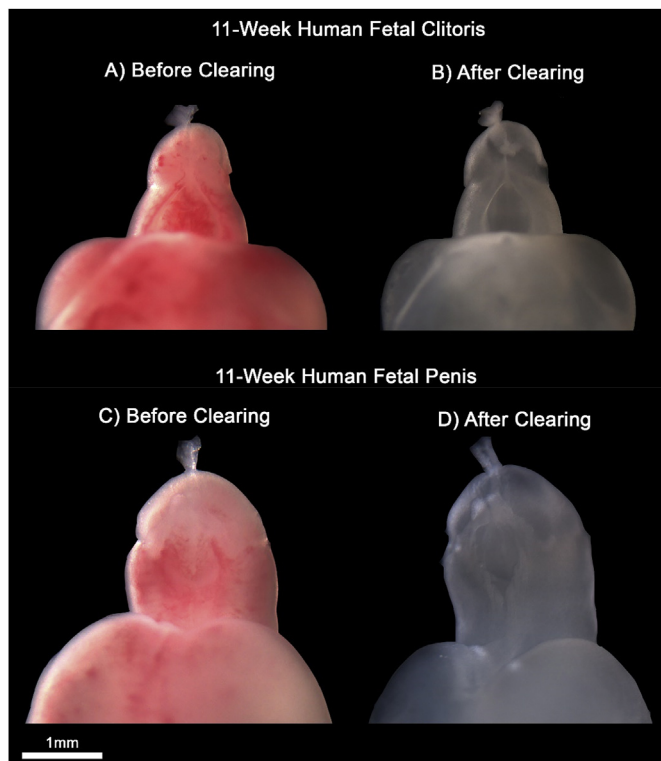 11-Week Human Fetal Clitoris
A) Before Clearing
B) After Clearing
11-Week Human Fetal Penis
C) Before Clearing
D) After Clearing
1mm